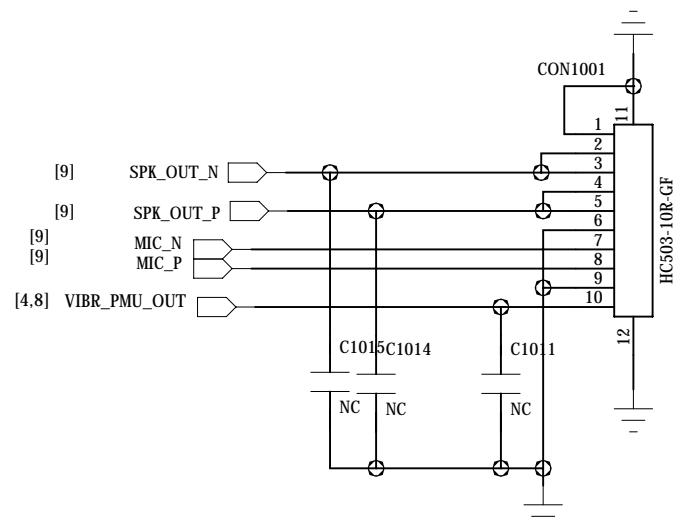 CON1001
11
1
2
[9] SPK_OUT_N
3
4
[9] SPK_OUT_P
5
6
[9] MIC_N
7
[9] MIC_P
8
9
[4,8] VIBR_PMU_OUT
10
HC503-10R-GF
12
C1015
C1014
C1011
NC
NC
NC